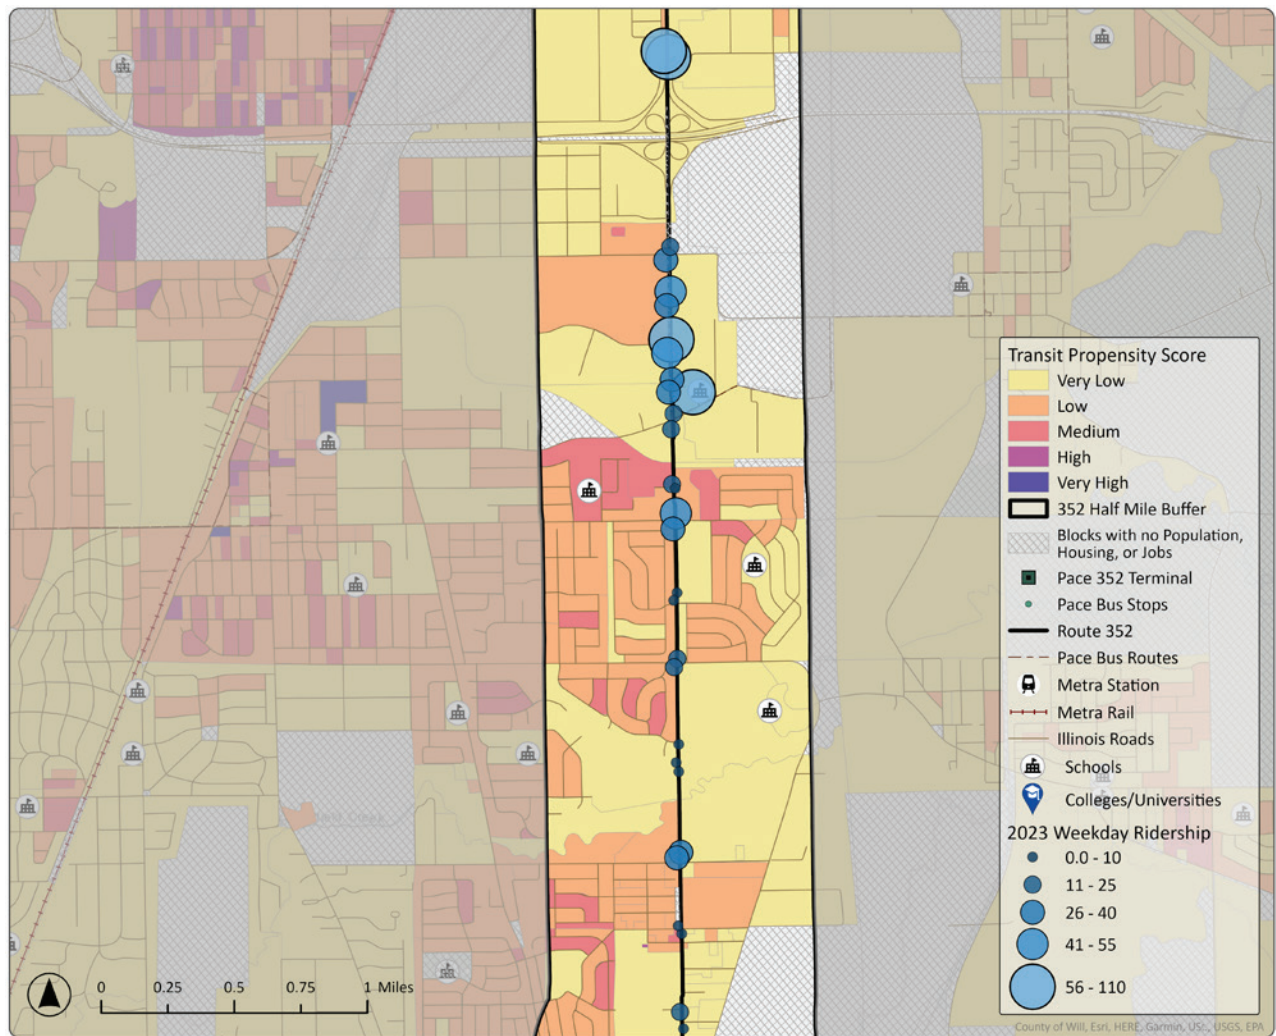 Transit Propensity Score
Very Low
Low
Medium
High
Very High
352 Half Mile Buffer
Blocks with no Population,
Housing, or Jobs
Pace 352 Terminal
Pace Bus Stops
Route 352
Pace Bus Routes
Metra Station
Metra Rail
Illinois Roads
Schools
Colleges/Universities
2023 Weekday Ridership
0.0 - 10
11 - 25
26 - 40
41 - 55
56 - 110
0 0.25 0.5 0.75 1 Miles
County of Will, Esri, HERE, Garmin, USc, USGS, EPA